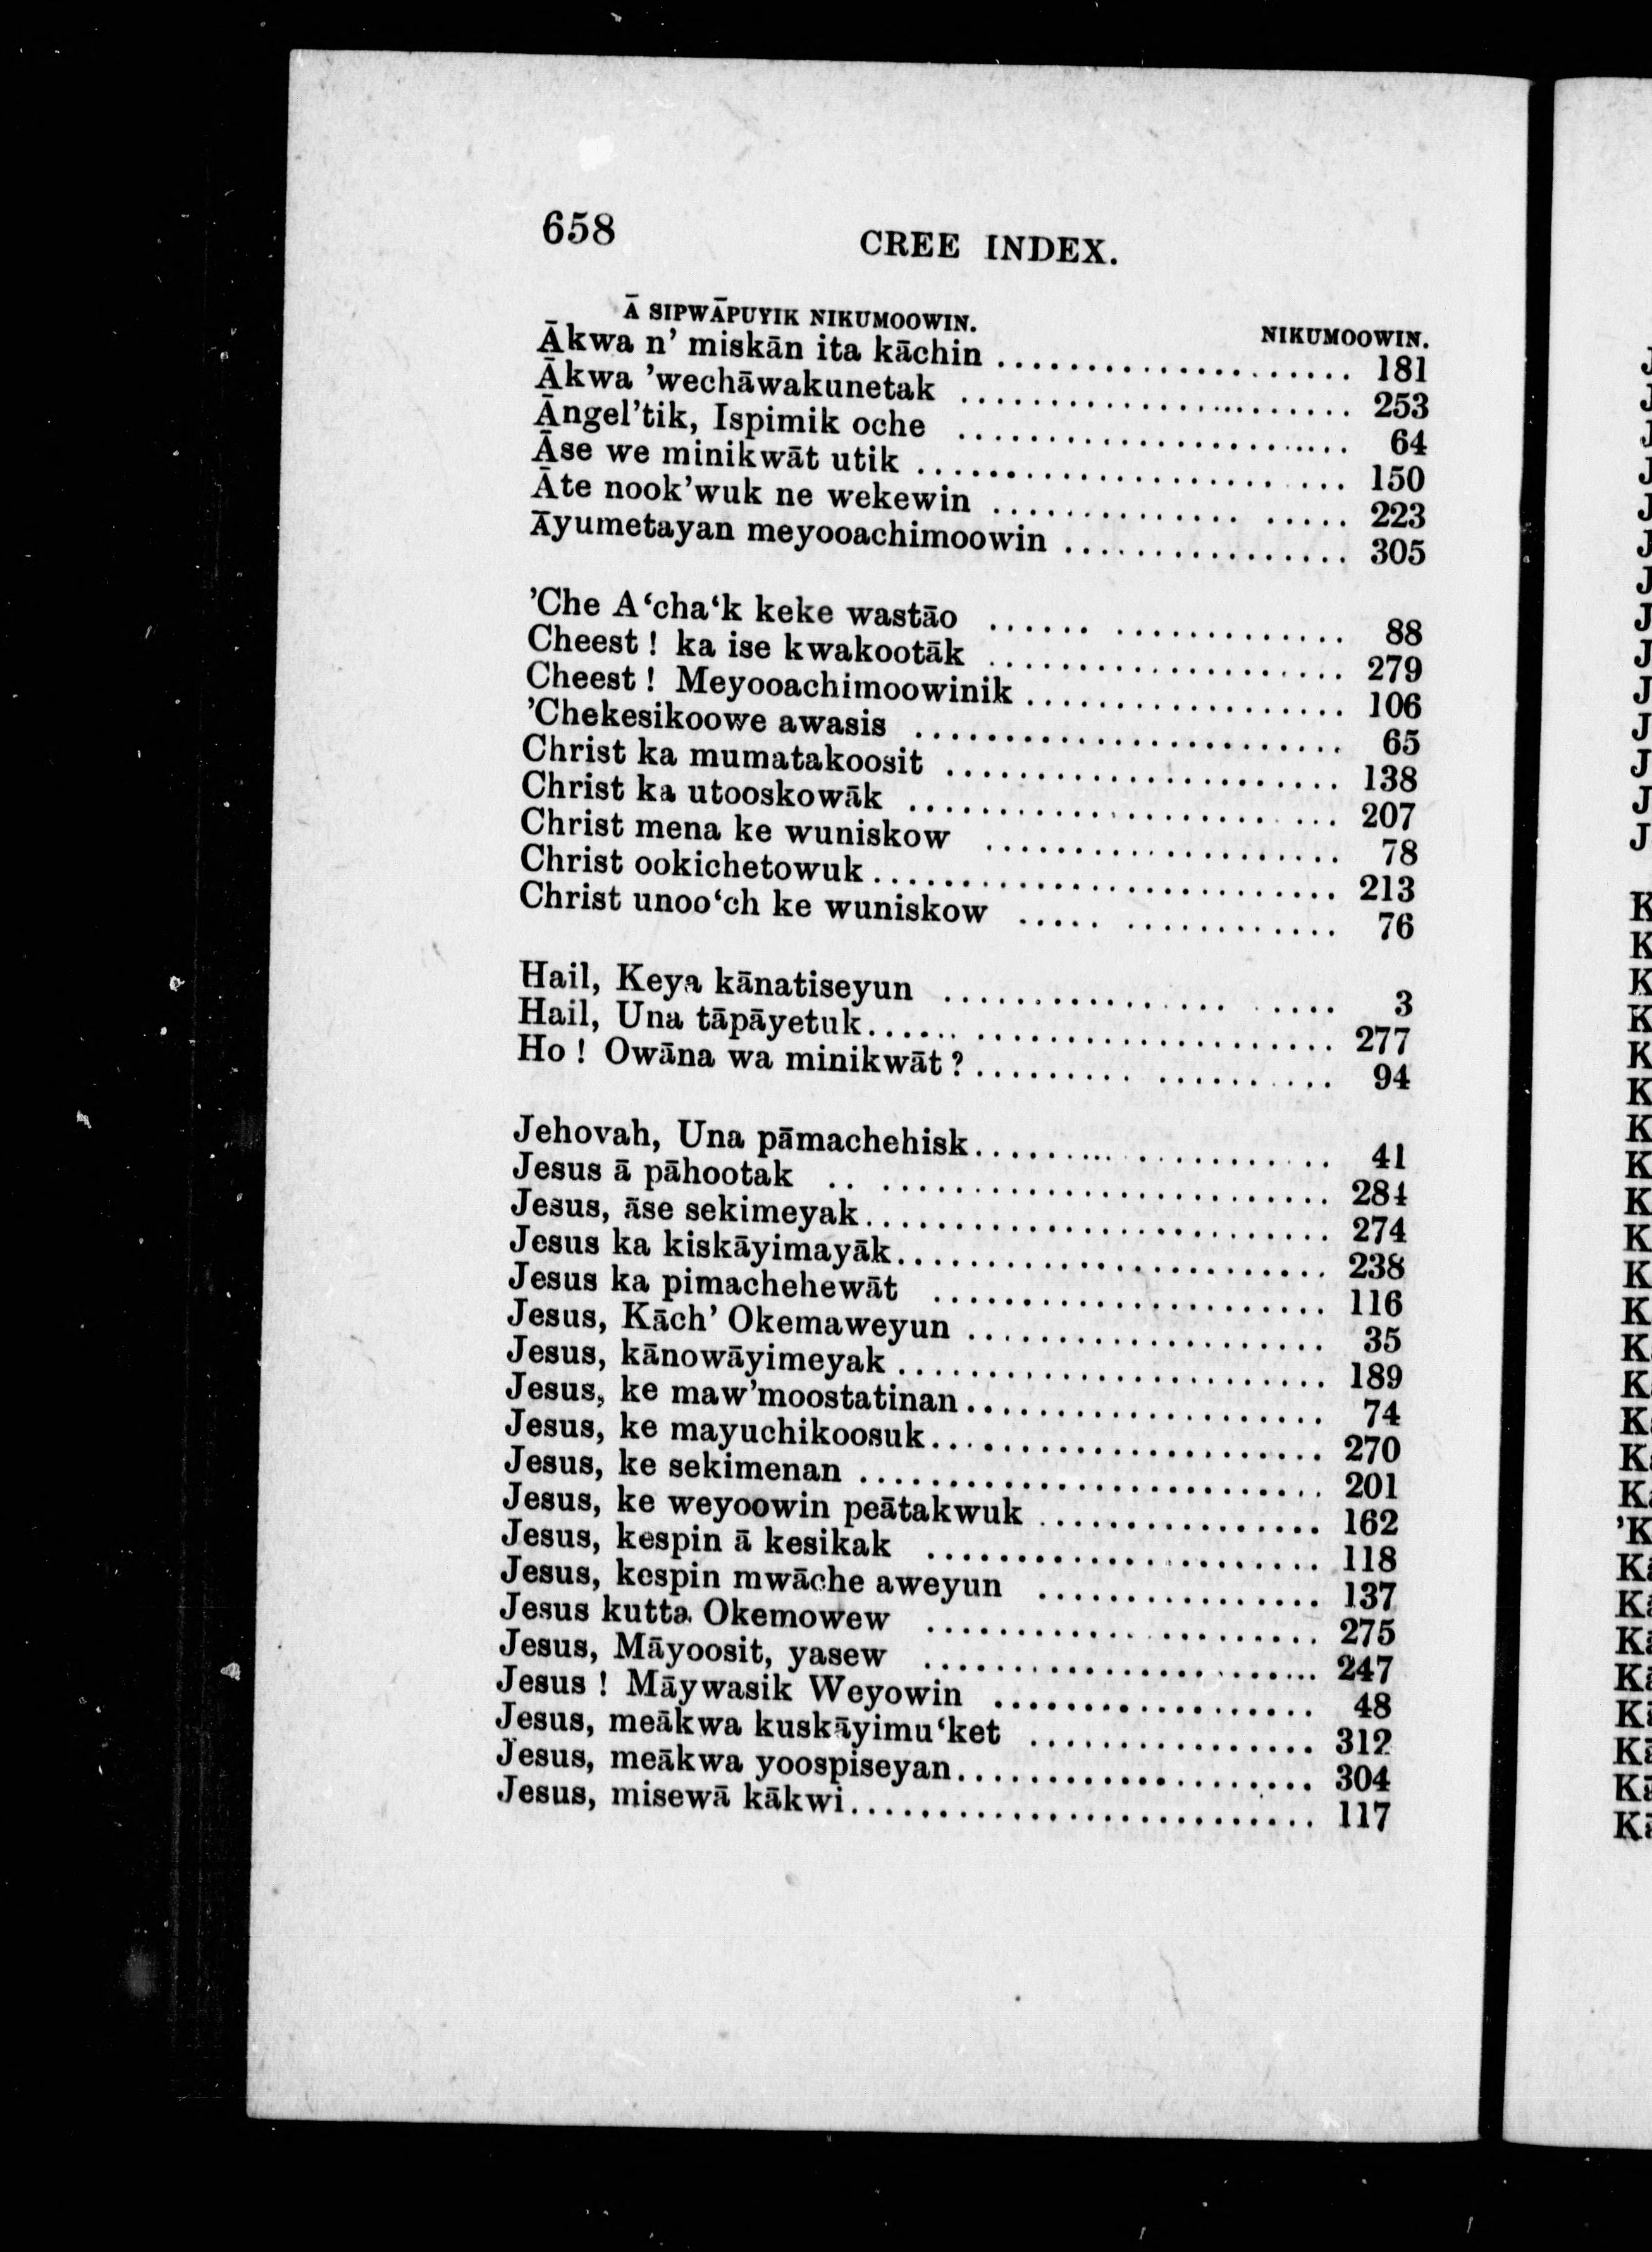 658
CREE INDEX.
Ā SIPWĀPUYIK NIKUMOOWIN. NIKUMOOWIN.
Ākwa n' miskān ita kāchin .................... 181
Ākwa 'wechāwakunetak ...................... 253
Āngel'tik, Ispimik oche ...................... 64
Āse we minikwāt utik ........................ 150
Āte nook'wuk ne wekewin .............. ..... 223
Āyumetayan meyooachimoowin ................ 305
'Che A‘cha‘k keke wastāo ...... ............. 88
Cheest ! ka ise kwakootāk .................... 279
Cheest ! Meyooachimoowinik .................. 106
'Chekesikoowe awasis ........................ 65
Christ ka mumatakoosit ...................... 138
Christ ka utooskowāk ........................ 207
Christ mena ke wuniskow .................... 78
Christ ookichetowuk .......................... 213
Christ unoo‘ch ke wuniskow ..... ............ 76
Hail, Keya kānatiseyun ................ .... 3
Hail, Una tāpāyetuk...... .................... 277
Ho ! Owāna wa minikwāt ? ......... .......... 94
Jehovah, Una pāmachehisk.................... 41
Jesus ā pāhootak .. ......................... 284
Jesus, āse sekimeyak.......................... 274
Jesus ka kiskāyimayāk........................ 238
Jesus ka pimachehewāt ...................... 116
Jesus, Kāch' Okemaweyun .................... 35
Jesus, kānowāyimeyak ........................ 189
Jesus, ke maw'moostatinan .................... 74
Jesus, ke mayuchikoosuk...................... 270
Jesus, ke sekimenan .......................... 201
Jesus, ke weyoowin peātakwuk ................ 162
Jesus, kespin ā kesikak ...................... 118
Jesus, kespin mwāche aweyun ................ 137
Jesus kutta Okemowew ...................... 275
Jesus, Māyoosit, yasew ...................... 247
Jesus ! Māywasik Weyowin .................. 48
Jesus, meākwa kuskāyimu‘ket ................ 312
Jesus, meākwa yoospiseyan.................... 304
Jesus, misewā kākwi.......................... 117